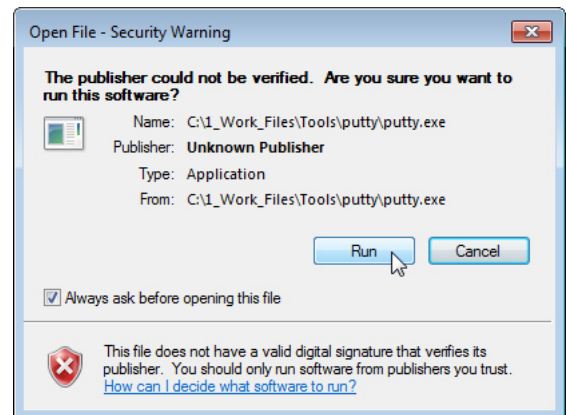 Open File - Security Warning
The publisher could not be verified. Are you sure you want to
run this software?
Name: C:\1_Work_Files\Tools\putty\putty.exe
Publisher: Unknown Publisher
Type: Application
From: C:\1_Work_Files\Tools\putty\putty.exe
Run Cancel
Always ask before opening this file
This file does not have a valid digital signature that verifies its
publisher. You should only run software from publishers you trust.
How can I decide what software to run?